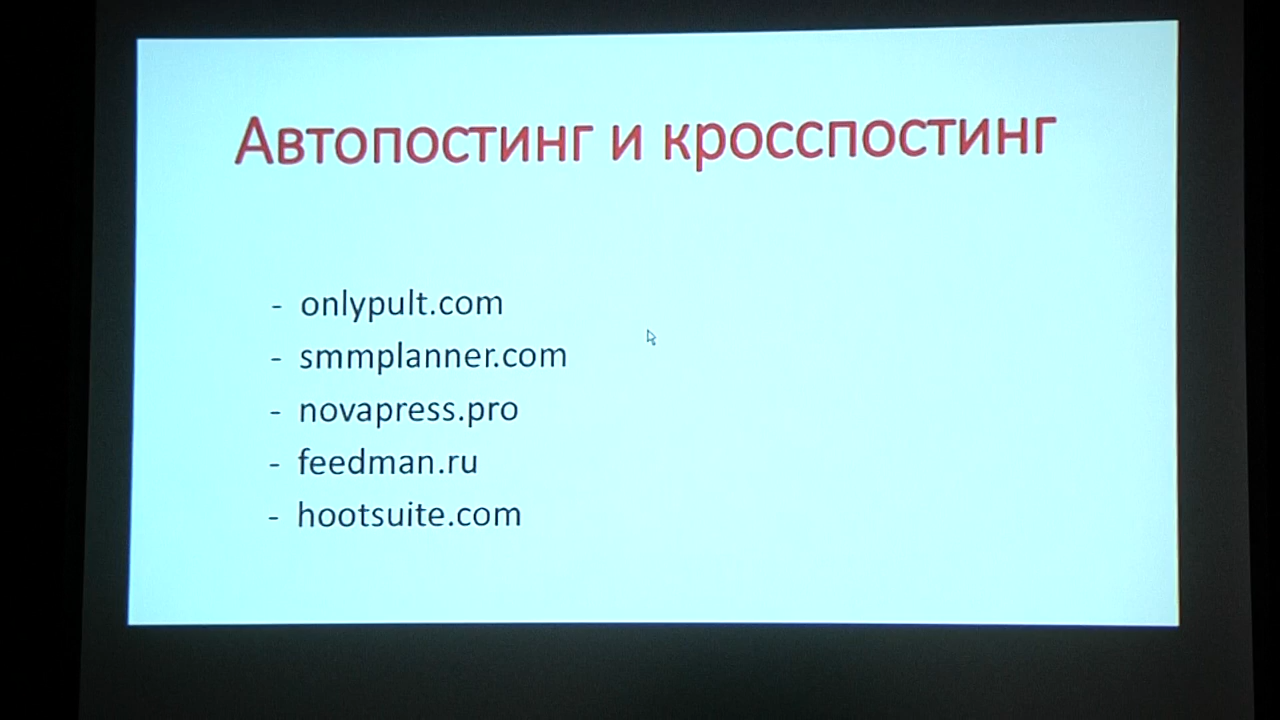 Автопостинг и кросспостинг
- onlypult.com
- smmplanner.com
- novapress.pro
- feedman.ru
- hootsuite.com